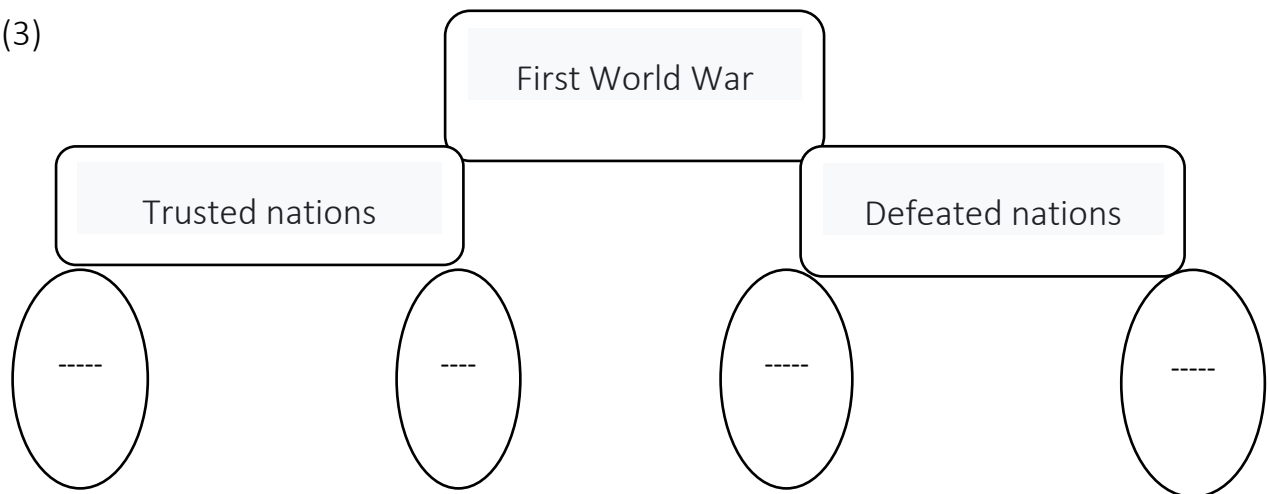 (3)
First World War
Trusted nations
Defeated nations
-----
----
-----
-----